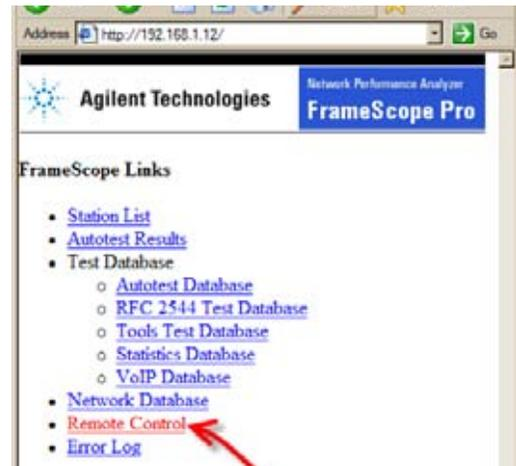 Address http://192.168.1.12/ Go
Agilent Technologies
Network Performance Analyzer
FrameScope Pro
FrameScope Links
Station List
Autotest Results
Test Database
Autotest Database
RFC 2544 Test Database
Tools Test Database
Statistics Database
VoIP Database
Network Database
Remote Control
Error Log